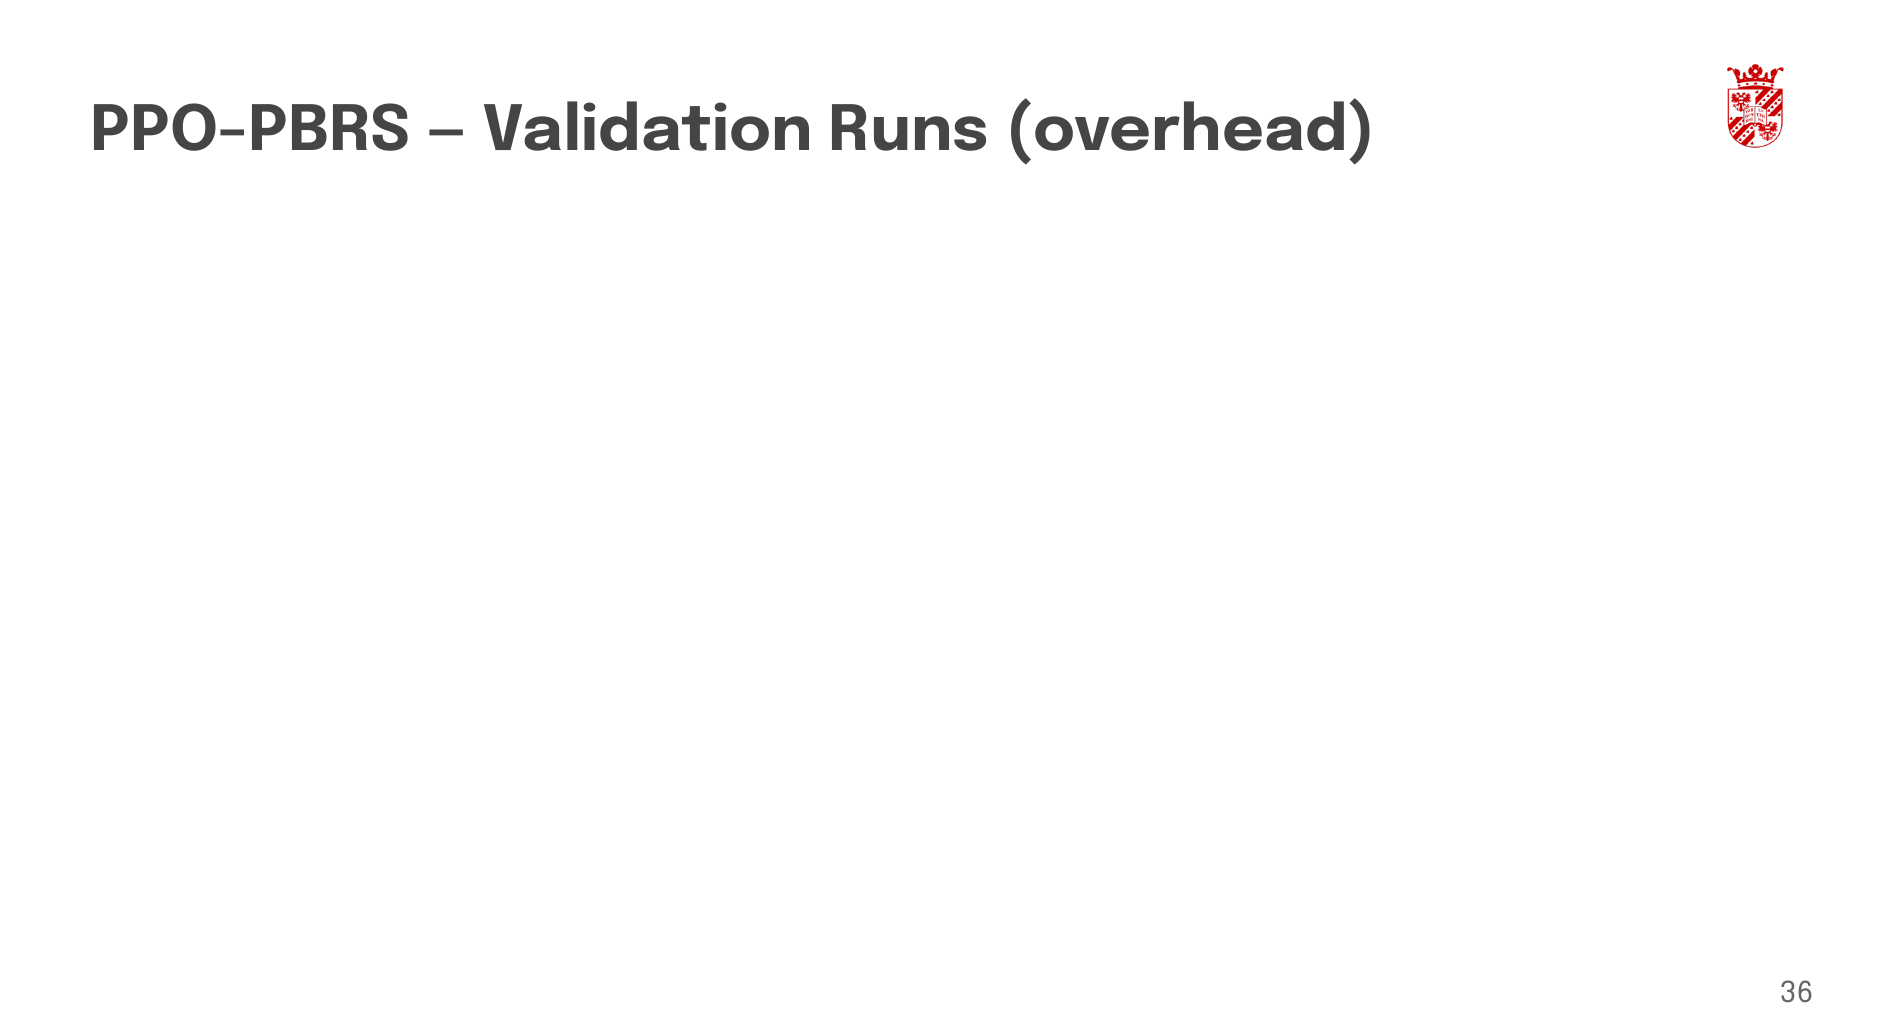 PPO-PBRS – Validation Runs (overhead)
36